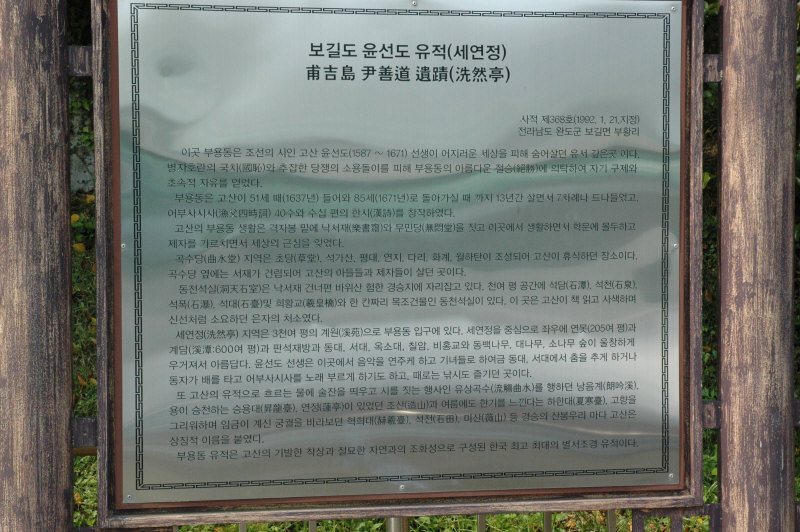 보길도 윤선도 유적(세연정)
甫吉島 尹善道 遺蹟(洗然亭)
사적 제368호(1992. 1. 21.지정)
전라남도 완도군 보길면 부황리
이곳 부용동은 조선의 시인 고산 윤선도(1587 ~ 1671) 선생이 어지러운 세상을 피해 숨어살던 유서 깊은곳 이다.
병자호란의 국치(國恥)와 추잡한 당쟁의 소용돌이를 피해 부용동의 아름다운 절승(絕勝)에 의탁하여 자기 구제와
초속적 자유를 얻었다.
부용동은 고산이 51세 때(1637년) 들어와 85세(1671년)로 돌아가실 때 까지 13년간 살면서 7차례나 드나들었고,
어부사시사(漁父四時詞) 40수와 수십 편의 한시(漢詩)를 창작하였다.
고산의 부용동 생활은 격자봉 밑에 낙서재(樂書齋)와 무민당(無悶堂)을 짓고 이곳에서 생활하면서 학문에 몰두하고
제자를 가르치면서 세상의 근심을 잊었다.
곡수당(曲水堂) 지역은 초당(草堂), 석가산, 평대, 연지, 다리, 화계, 월하탄이 조성되어 고산이 휴식하던 장소이다.
곡수당 옆에는 서재가 건립되어 고산의 아들들과 제자들이 살던 곳이다.
동천석실(洞天石室)은 낙서재 건너편 바위산 험한 경승지에 자리잡고 있다. 천여 평 공간에 석담(石潭), 석천(石泉),
석폭(石瀑), 석대(石臺)및 희황교(羲皇橋)와 한 칸짜리 목조건물인 동천석실이 있다. 이 곳은 고산이 책 읽고 사색하며
신선처럼 소요하던 은자의 처소였다.
세연정(洗然亭) 지역은 3천여 평의 계원(溪苑)으로 부용동 입구에 있다. 세연정을 중심으로 좌우에 연못(205여 평)과
계담(溪潭:600여 평)과 판석재방과 동대, 서대, 옥소대, 칠암, 비홍교와 동백나무, 대나무, 소나무 숲이 울창하게
우거져서 아름답다. 윤선도 선생은 이곳에서 음악을 연주케 하고 기녀들로 하여금 동대, 서대에서 춤을 추게 하거나
동자가 배를 타고 어부사시사를 노래 부르게 하기도 하고, 때로는 낚시도 즐기던 곳이다.
또 고산의 유적으로 흐르는 물에 술잔을 띄우고 시를 짓는 행사인 유상곡수(流觴曲水)를 행하던 낭음계(朗吟溪),
용이 승천하는 승룡대(昇龍臺), 연정(蓮亭)이 있었던 조산(造山)과 여름에도 한기를 느낀다는 하한대(夏寒臺), 고향을
그리워하며 임금이 계신 궁궐을 바라보던 혁희대(赫羲臺), 석전(石田), 미산(薇山) 등 경승의 산봉우리 마다 고산은
상징적 이름을 붙였다.
부용동 유적은 고산의 기발한 착상과 절묘한 자연과의 조화성으로 구성된 한국 최고 최대의 별서조경 유적이다.